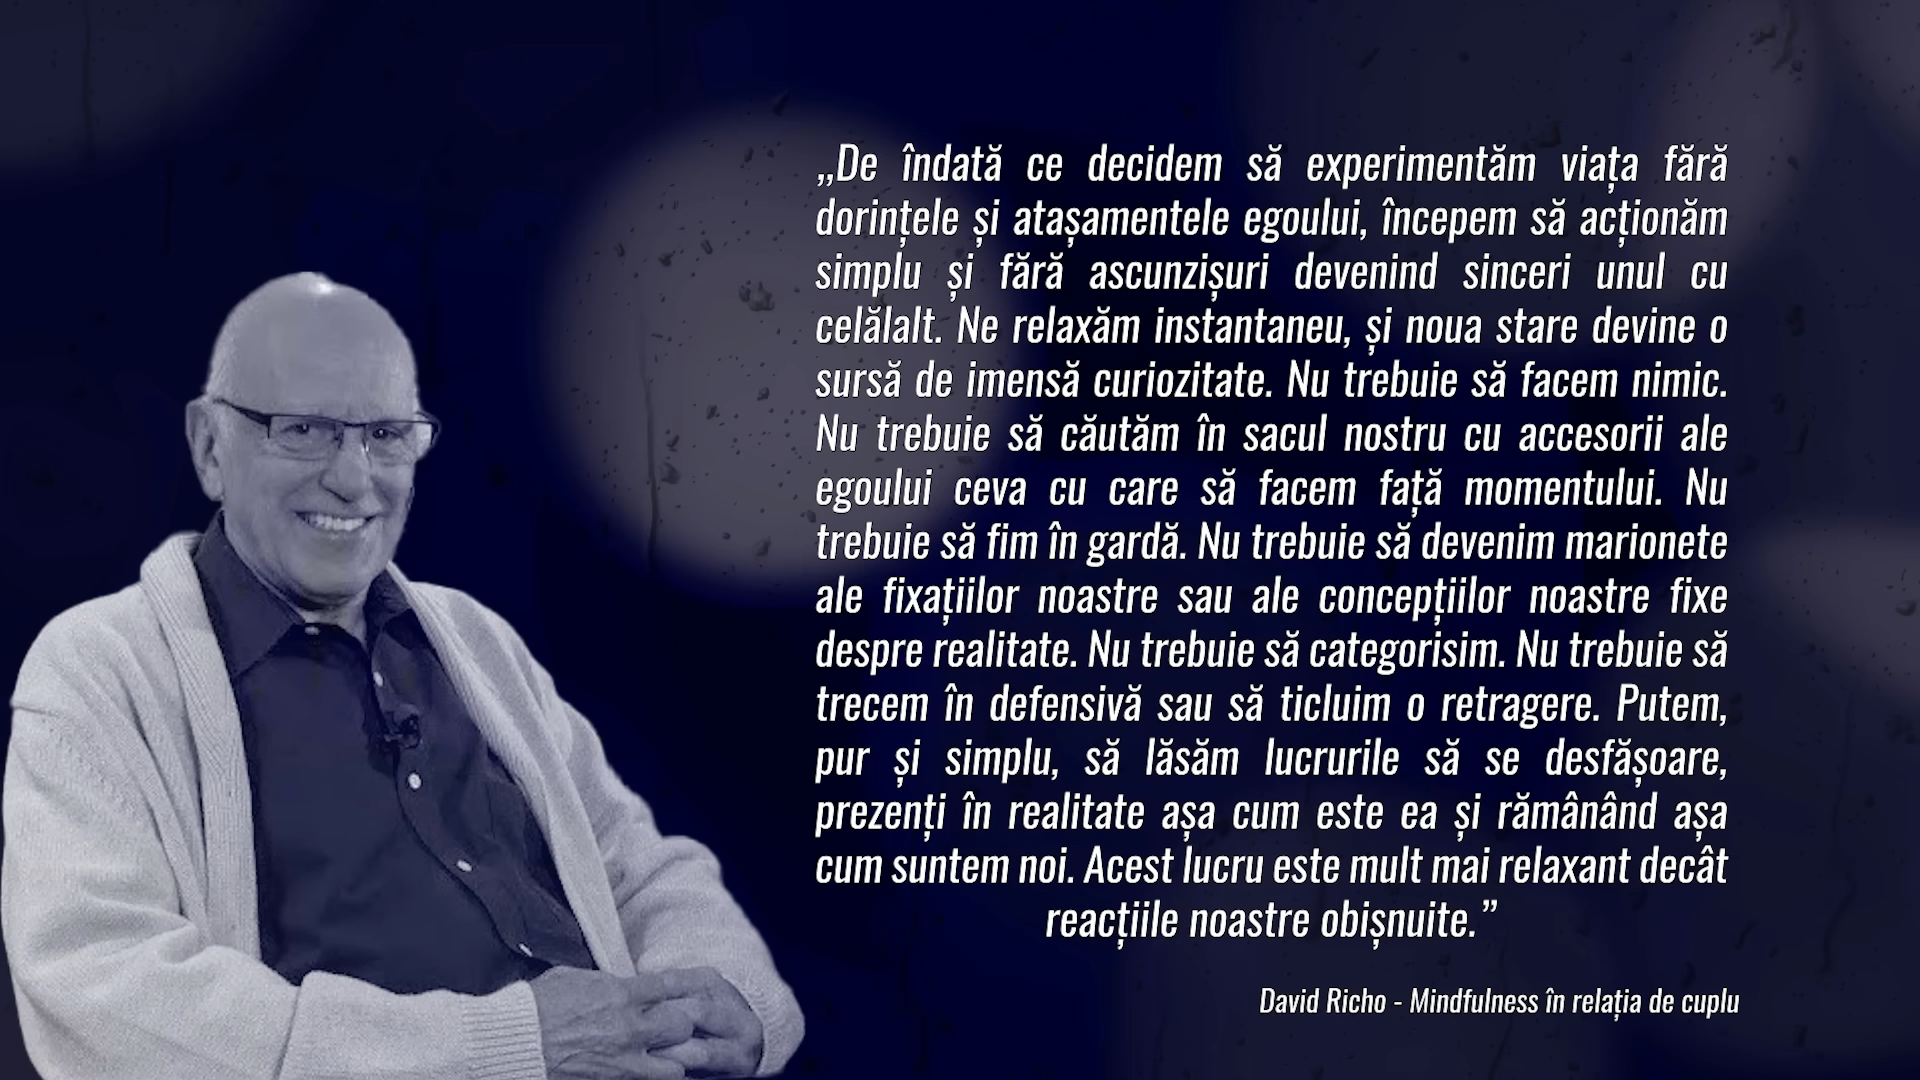 „De îndată ce decidem să experimentăm viața fără
dorințele și atașamentele egoului, începem să acționăm
simplu și fără ascunzișuri devenind sinceri unul cu
celălalt. Ne relaxăm instantaneu, și noua stare devine o
sursă de imensă curiozitate. Nu trebuie să facem nimic.
Nu trebuie să căutăm în sacul nostru cu accesorii ale
egoului ceva cu care să facem față momentului. Nu
trebuie să fim în gardă. Nu trebuie să devenim marionete
ale fixațiilor noastre sau ale concepțiilor noastre fixe
despre realitate. Nu trebuie să categorisim. Nu trebuie să
trecem în defensivă sau să ticluim o retragere. Putem,
pur și simplu, să lăsăm lucrurile să se desfășoare,
prezenți în realitate așa cum este ea și rămânând așa
cum suntem noi. Acest lucru este mult mai relaxant decât
reacțiile noastre obișnuite.”
David Richo - Mindfulness în relația de cuplu